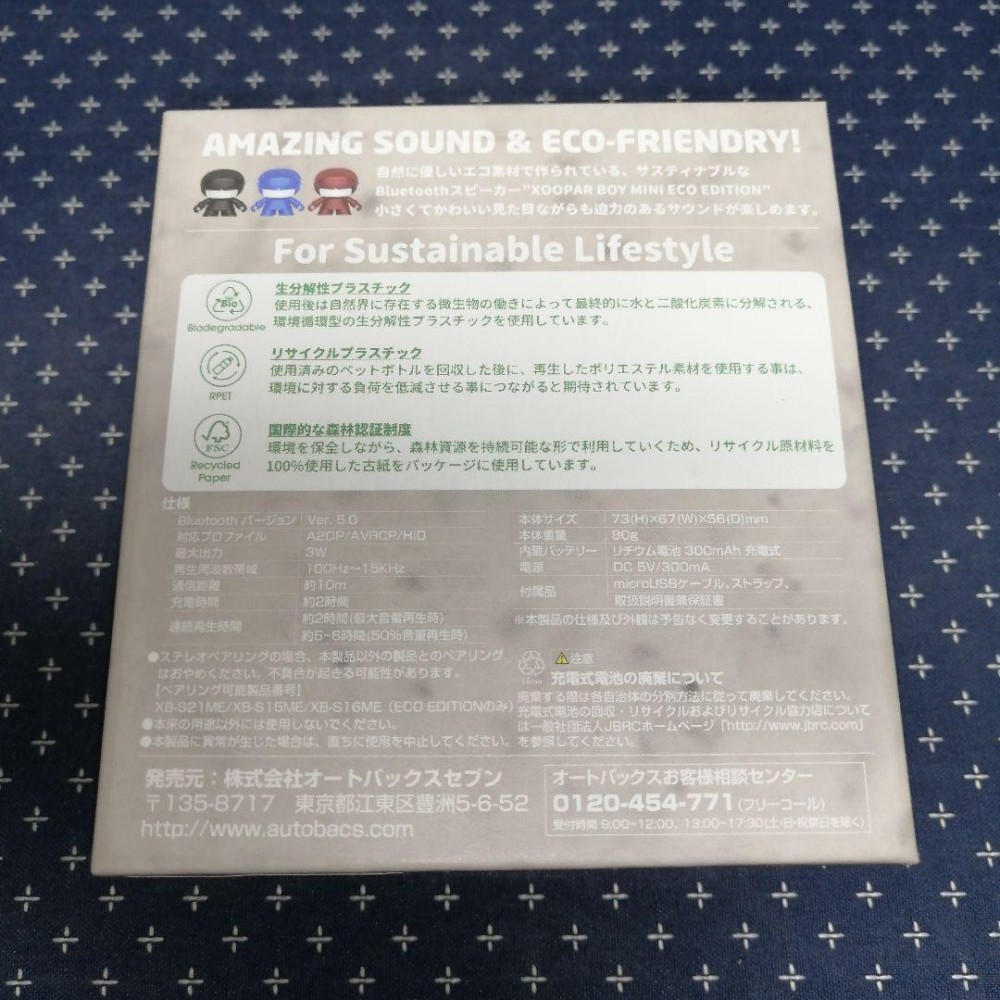 AMAZING SOUND & ECO-FRIENDRY!
自然に優しいエコ素材で作られている、サスティナブルな
Bluetoothスピーカー"XOOPAR BOY MINI ECO EDITION"
小さくてかわいい見た目ながらも迫力のあるサウンドが楽しめます。
For Sustainable Lifestyle
Bio
Biodegradable
生分解性プラスチック
使用後は自然界に存在する微生物の働きによって最終的に水と二酸化炭素に分解される、
環境循環型の生分解性プラスチックを使用しています。
RPET
リサイクルプラスチック
使用済みのペットボトルを回収した後に、再生したポリエステル素材を使用する事は、
環境に対する負荷を低減させる事につながると期待されています。
FSC
Recycled
Paper
国際的な森林認証制度
環境を保全しながら、森林資源を持続可能な形で利用していくため、リサイクル原材料を
100%使用した古紙をパッケージに使用しています。
仕様
Bluetooth バージョン Ver. 5.0
対応プロファイル A2DP/AVRCP/HID
最大出力 3W
再生周波数帯域 100Hz～15KHz
通信距離 約10m
充電時間 約2時間
連続再生時間 約2時間(最大音量再生時)
約5~6時間(50%音量再生時)
本体サイズ 73(H)×67(W)×56(D)mm
本体重量 90g
内蔵バッテリー リチウム電池 300mAh 充電式
電源 DC 5V/300mA
付属品 microUSBケーブル、ストラップ、
取扱説明書兼保証書
※本製品の仕様及び外観は予告なく変更することがあります。
●ステレオペアリングの場合、本製品以外の製品とのペアリング
はおやめください。不具合が起きる可能性があります。
【ペアリング可能製品番号】
XB-S21ME/XB-S15ME/XB-S16ME (ECO EDITIONのみ)
●本来の用途以外には使用しないでください。
●本製品に異常が生じた場合は、直ちに使用を中止してください。
注意
充電式電池の廃棄について
廃棄する際は各自治体の分別方法に従って廃棄してください。
充電式電池の回収・リサイクルおよびリサイクル協力店について
は一般社団法人JBRCホームページ「http://www.jbrc.com」
を参照してください。
発売元：株式会社オートバックスセブン
〒135-8717 東京都江東区豊洲5-6-52
http://www.autobacs.com
オートバックスお客様相談センター
0120-454-771(フリーコール)
受付時間 9:00~12:00、13:00~17:30(土・日・祝祭日を除く)